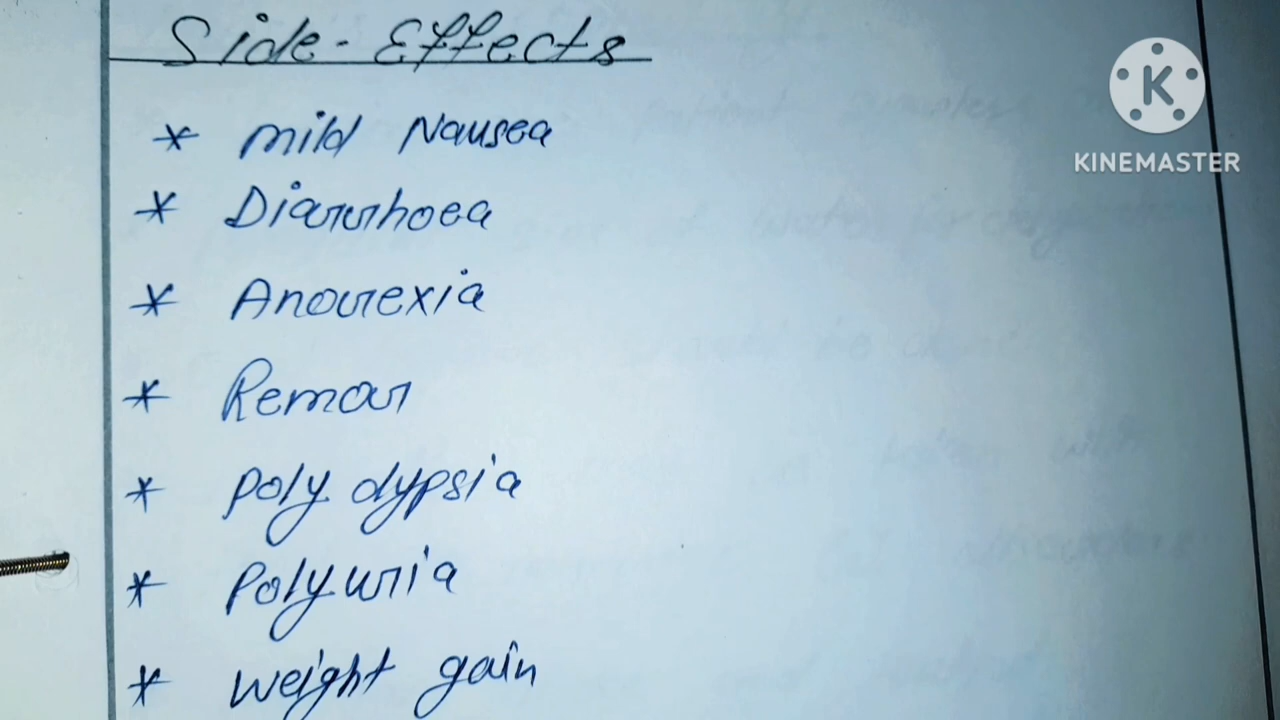 Side-Effects
* mild Nausea
* Diarrhoea
* Anorexia
* Remor
* poly dypsia
* Polyuria
* weight gain
K
KINEMASTER